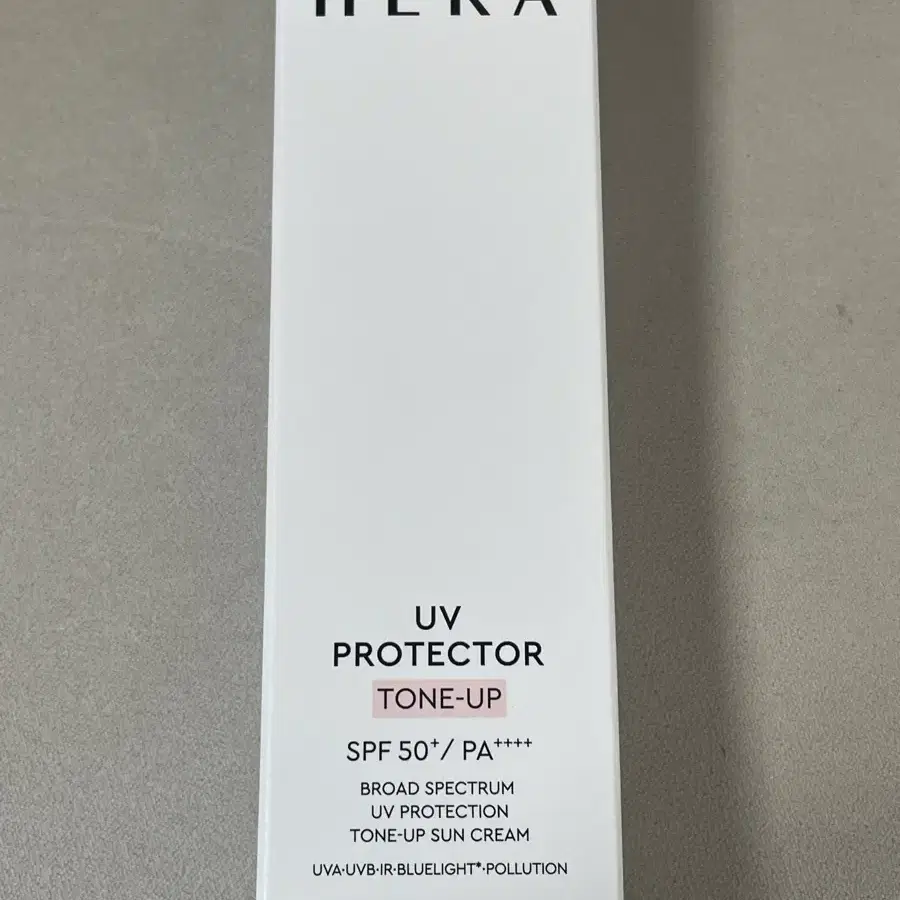 HERA
UV
PROTECTOR
TONE-UP
SPF 50⁺/ PA⁺⁺⁺⁺
BROAD SPECTRUM
UV PROTECTION
TONE-UP SUN CREAM
UVA·UVB·IR·BLUELIGHT*·POLLUTION